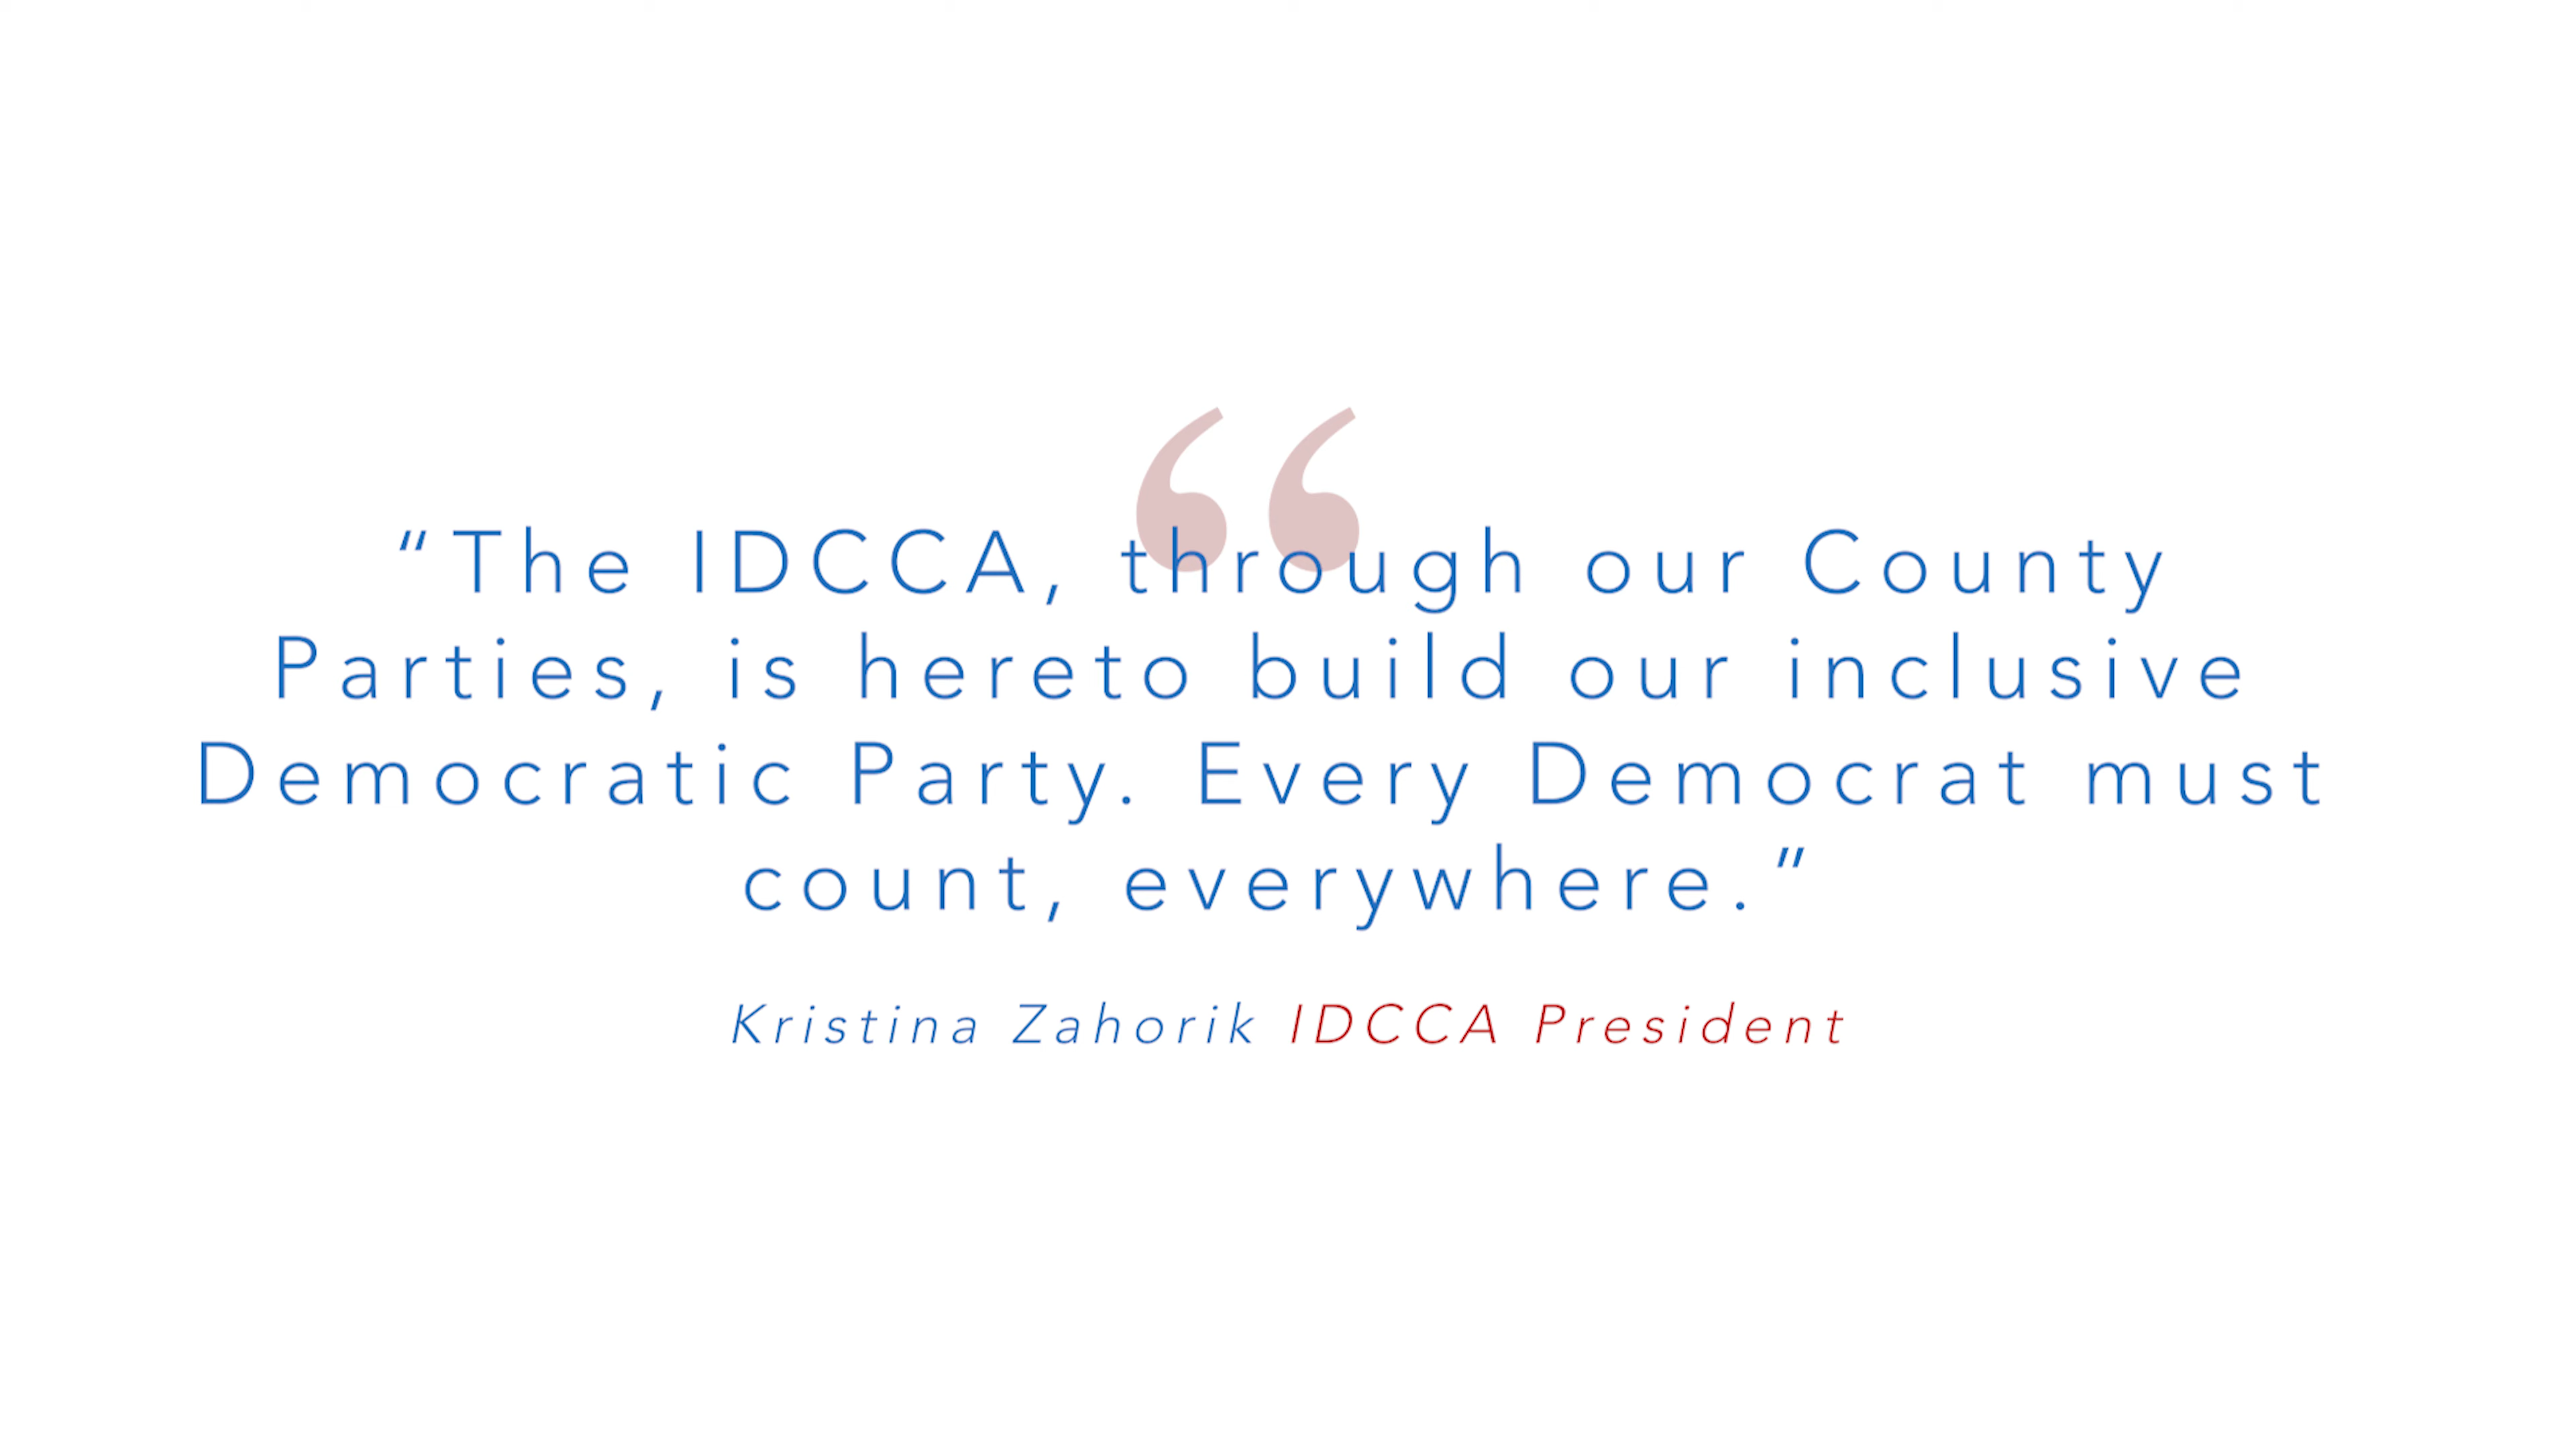 “The IDCCA, through our County
Parties, is hereto build our inclusive
Democratic Party. Every Democrat must
count, everywhere.”
Kristina Zahorik IDCCA President